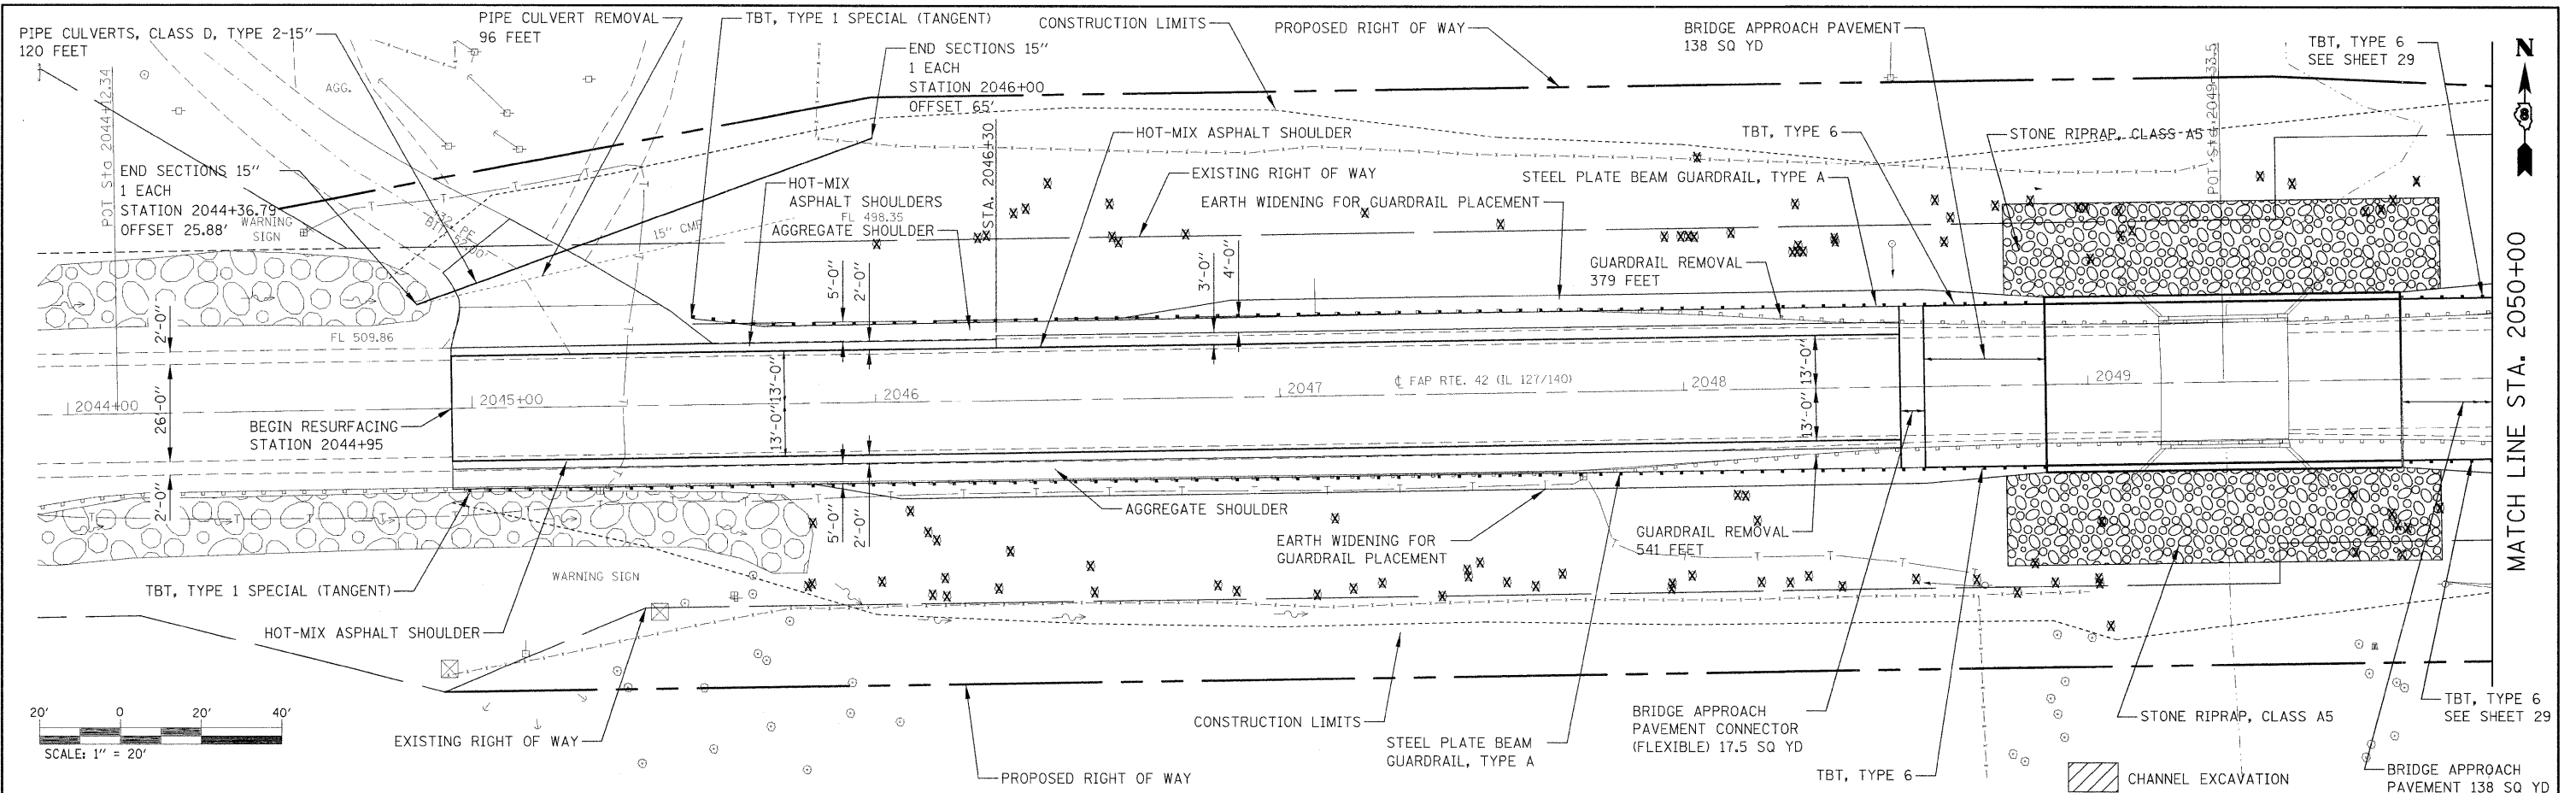 PIPE CULVERTS, CLASS D, TYPE 2-15"
120 FEET
PIPE CULVERT REMOVAL
96 FEET
TBT, TYPE 1 SPECIAL (TANGENT)
CONSTRUCTION LIMITS
PROPOSED RIGHT OF WAY
BRIDGE APPROACH PAVEMENT
138 SQ YD
TBT, TYPE 6
SEE SHEET 29
N
8
END SECTIONS 15"
1 EACH
STATION 2046+00
OFFSET 65'
AGG.
POT Sta 2044+12.34
POT Sta 2049+33.5
STA. 2046+30
HOT-MIX ASPHALT SHOULDER
TBT, TYPE 6
STONE RIPRAP, CLASS A5
END SECTIONS 15"
1 EACH
STATION 2044+36.79
OFFSET 25.88'
WARNING
SIGN
HOT-MIX
ASPHALT SHOULDERS
FL 498.35
AGGREGATE SHOULDER
15" CMP
EXISTING RIGHT OF WAY
STEEL PLATE BEAM GUARDRAIL, TYPE A
EARTH WIDENING FOR GUARDRAIL PLACEMENT
GUARDRAIL REMOVAL
379 FEET
5'-0"
2'-0"
3'-0"
4'-0"
2'-0"
FL 509.86
26'-0"
2'-0"
13'-0"
13'-0"
13'-0"
13'-0"
2044+00
2045+00
2046
2047
℄ FAP RTE. 42 (IL 127/140)
2048
2049
MATCH LINE STA. 2050+00
BEGIN RESURFACING
STATION 2044+95
5'-0"
2'-0"
AGGREGATE SHOULDER
EARTH WIDENING FOR
GUARDRAIL PLACEMENT
GUARDRAIL REMOVAL
541 FEET
WARNING SIGN
TBT, TYPE 1 SPECIAL (TANGENT)
HOT-MIX ASPHALT SHOULDER
20'
0
20'
40'
SCALE: 1" = 20'
EXISTING RIGHT OF WAY
PROPOSED RIGHT OF WAY
CONSTRUCTION LIMITS
STEEL PLATE BEAM
GUARDRAIL, TYPE A
BRIDGE APPROACH
PAVEMENT CONNECTOR
(FLEXIBLE) 17.5 SQ YD
TBT, TYPE 6
STONE RIPRAP, CLASS A5
TBT, TYPE 6
SEE SHEET 29
CHANNEL EXCAVATION
BRIDGE APPROACH
PAVEMENT 138 SQ YD